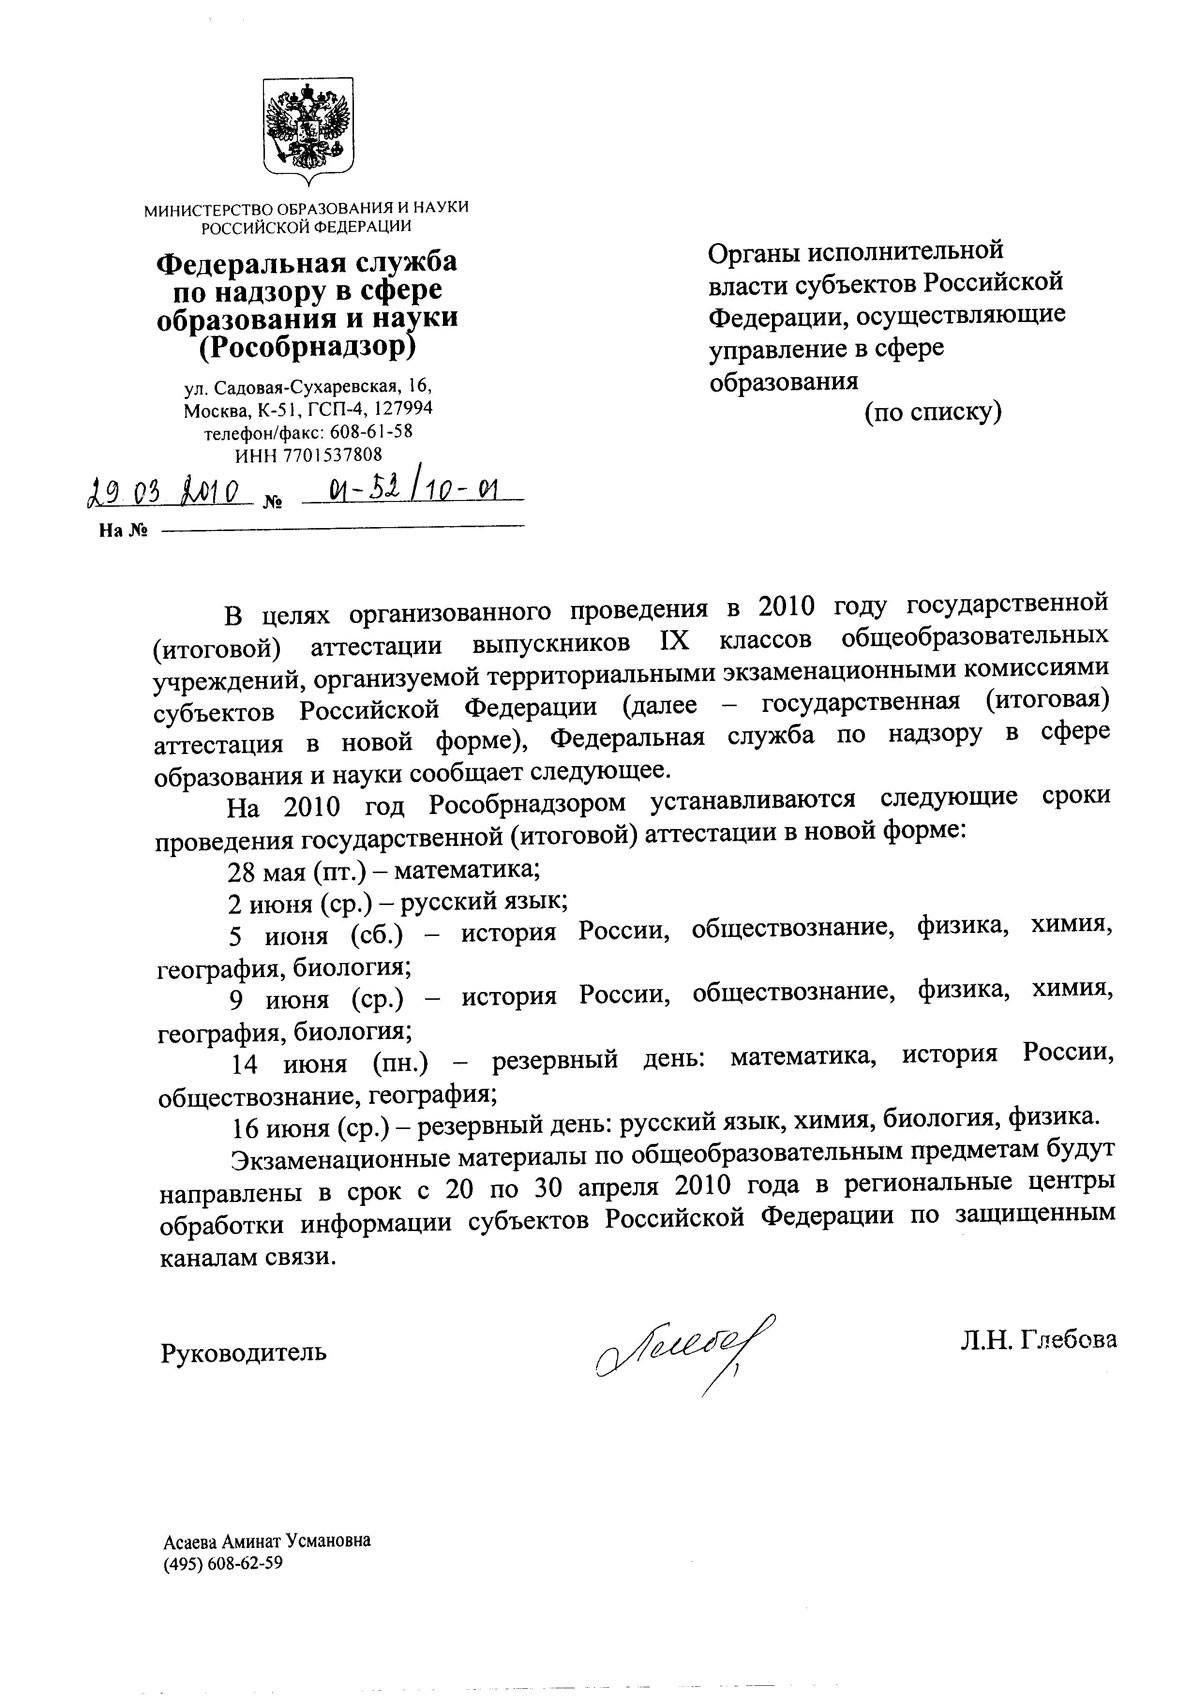 МИНИСТЕРСТВО ОБРАЗОВАНИЯ И НАУКИ
РОССИЙСКОЙ ФЕДЕРАЦИИ
Федеральная служба
по надзору в сфере
образования и науки
(Рособрнадзор)
ул. Садовая-Сухаревская, 16,
Москва, К-51, ГСП-4, 127994
телефон/факс: 608-61-58
ИНН 7701537808
29 03 2010 № 01-52/10-01
На №
Органы исполнительной
власти субъектов Российской
Федерации, осуществляющие
управление в сфере
образования
(по списку)
В целях организованного проведения в 2010 году государственной
(итоговой) аттестации выпускников IX классов общеобразовательных
учреждений, организуемой территориальными экзаменационными комиссиями
субъектов Российской Федерации (далее – государственная (итоговая)
аттестация в новой форме), Федеральная служба по надзору в сфере
образования и науки сообщает следующее.
На 2010 год Рособрнадзором устанавливаются следующие сроки
проведения государственной (итоговой) аттестации в новой форме:
28 мая (пт.) – математика;
2 июня (ср.) – русский язык;
5 июня (сб.) – история России, обществознание, физика, химия,
география, биология;
9 июня (ср.) – история России, обществознание, физика, химия,
география, биология;
14 июня (пн.) – резервный день: математика, история России,
обществознание, география;
16 июня (ср.) – резервный день: русский язык, химия, биология, физика.
Экзаменационные материалы по общеобразовательным предметам будут
направлены в срок с 20 по 30 апреля 2010 года в региональные центры
обработки информации субъектов Российской Федерации по защищенным
каналам связи.
Руководитель
Л.Н. Глебова
Асаева Аминат Усмановна
(495) 608-62-59